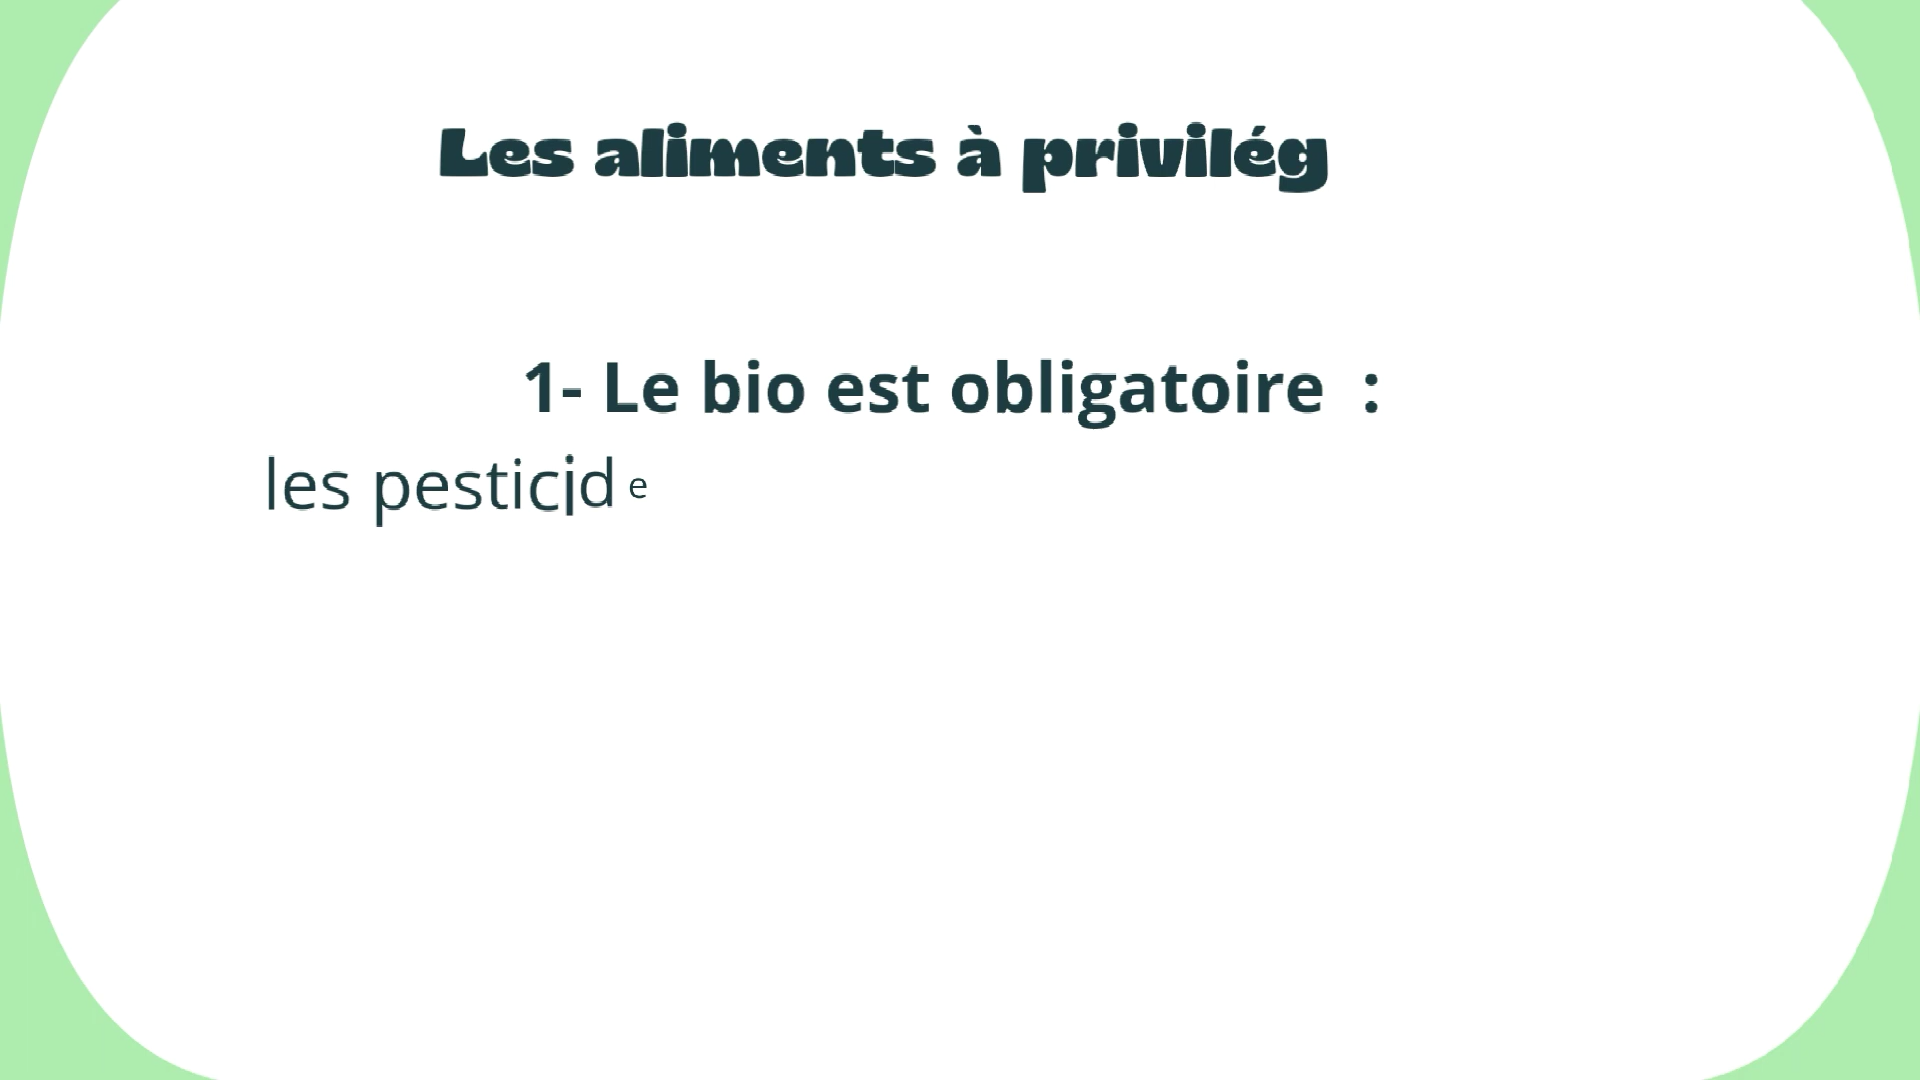 Les aliments à privilég
1- Le bio est obligatoire :
les pesticide